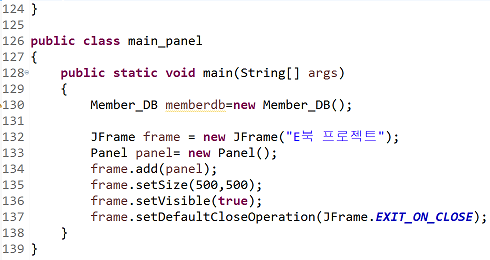 124 }
125
126 public class main_panel
127 {
128 public static void main(String[] args)
129 {
130 Member_DB memberdb=new Member_DB();
131
132 JFrame frame = new JFrame("E북 프로젝트");
133 Panel panel= new Panel();
134 frame.add(panel);
135 frame.setSize(500,500);
136 frame.setVisible(true);
137 frame.setDefaultCloseOperation(JFrame.EXIT_ON_CLOSE);
138 }
139 }